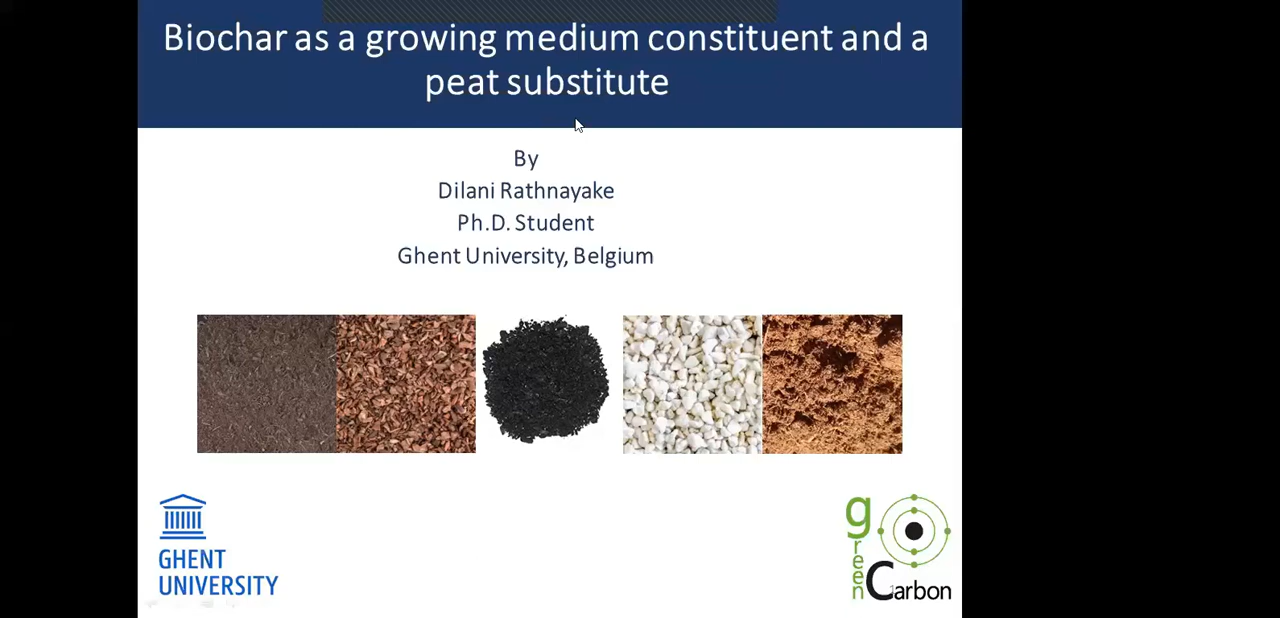 Biochar as a growing medium constituent and a
peat substitute
By
Dilani Rathnayake
Ph.D. Student
Ghent University, Belgium
GHENT
UNIVERSITY
green
Carbon
1